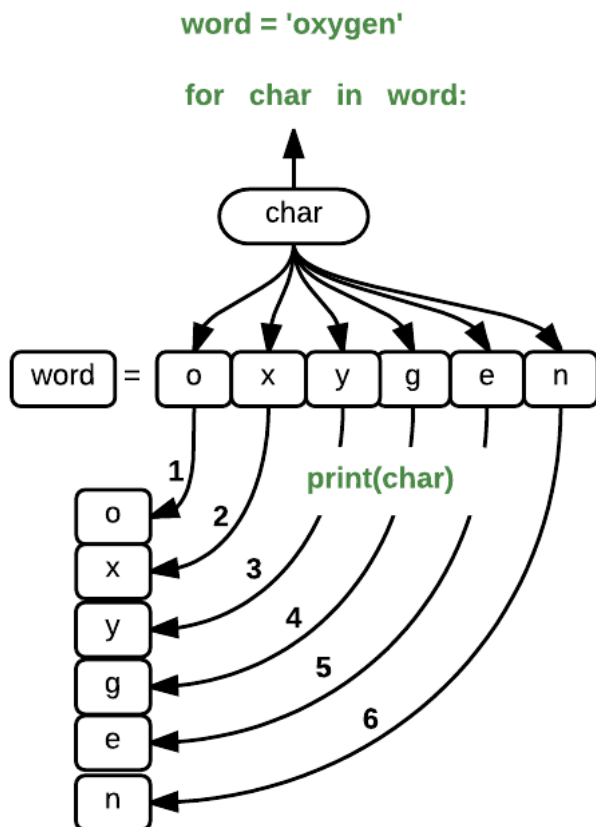 word = 'oxygen'
for char in word:
char
word = o x y g e n
print(char)
1
o
2
x
3
y
4
g
5
e
6
n